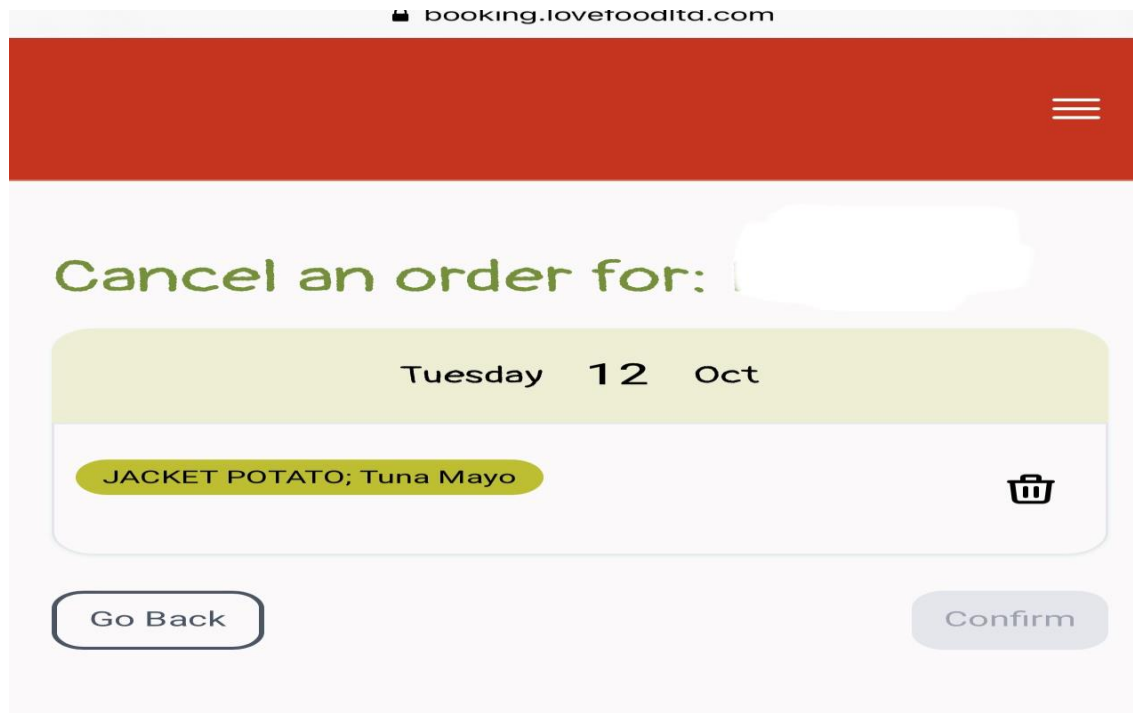 booking.lovefoodltd.com
Cancel an order for:
Tuesday 12 Oct
JACKET POTATO; Tuna Mayo
Go Back
Confirm